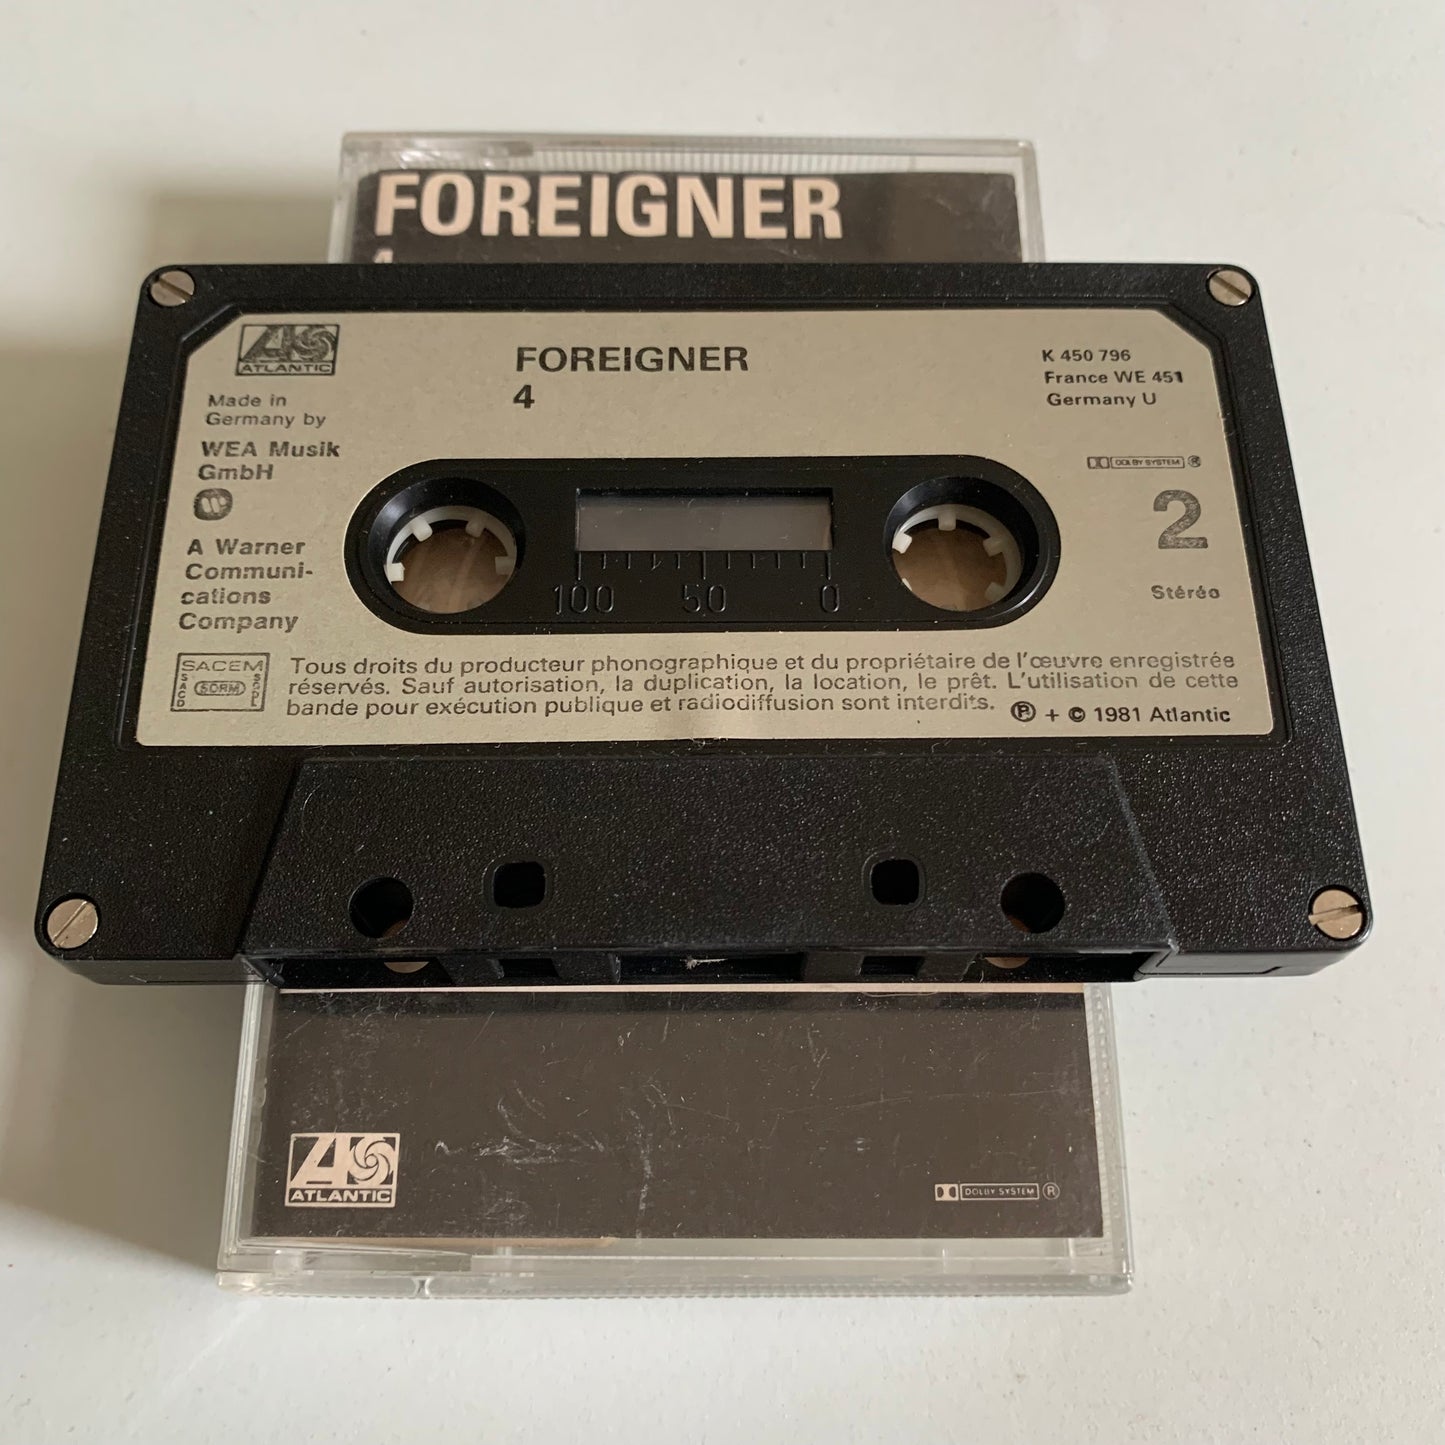 FOREIGNER
ATLANTIC
FOREIGNER
4
K 450 796
France WE 451
Germany U
Made in
Germany by
WEA Musik
GmbH
A Warner
Communi-
cations
Company
DOLBY SYSTEM ®
2
Stéréo
100 50 0
SACEM
SACD SDRM SGDL
Tous droits du producteur phonographique et du propriétaire de l'œuvre enregistrée
réservés. Sauf autorisation, la duplication, la location, le prêt. L'utilisation de cette
bande pour exécution publique et radiodiffusion sont interdits. ℗ + © 1981 Atlantic
ATLANTIC
DOLBY SYSTEM ®